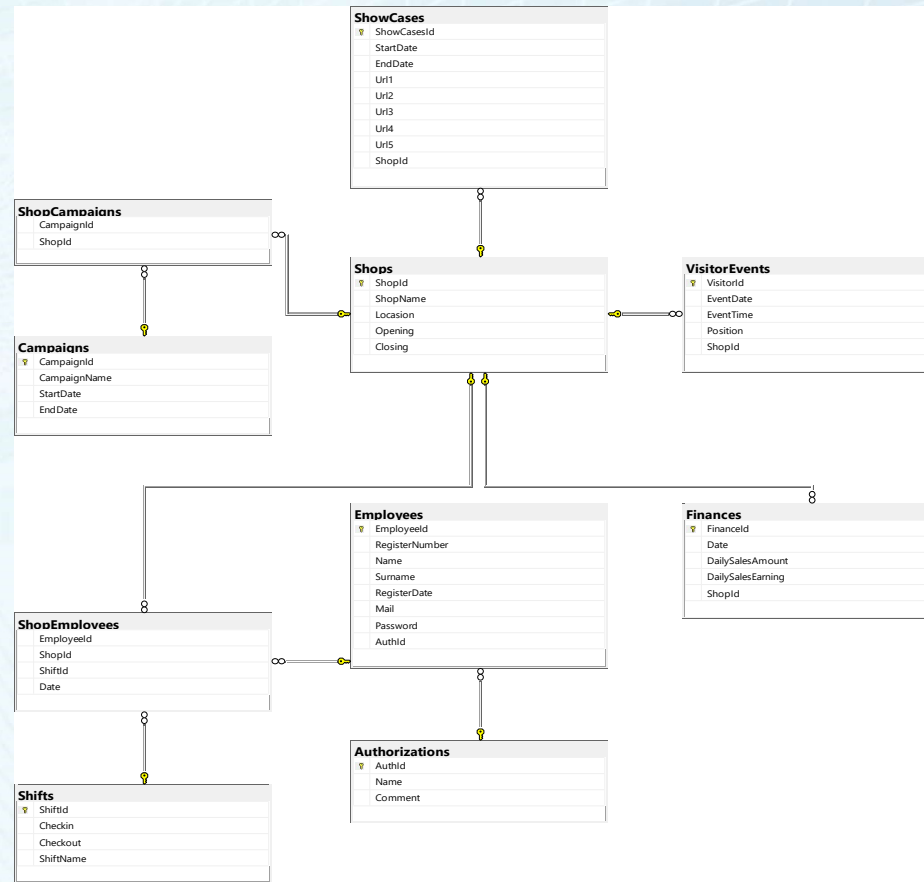 ShowCases
ShowCasesId
StartDate
EndDate
Url1
Url2
Url3
Url4
Url5
ShopId
ShopCampaigns
CampaignId
ShopId
Shops
ShopId
ShopName
Locasion
Opening
Closing
VisitorEvents
VisitorId
EventDate
EventTime
Position
ShopId
Campaigns
CampaignId
CampaignName
StartDate
EndDate
Employees
EmployeeId
RegisterNumber
Name
Surname
RegisterDate
Mail
Password
AuthId
Finances
FinanceId
Date
DailySalesAmount
DailySalesEarning
ShopId
ShopEmployees
EmployeeId
ShopId
ShiftId
Date
Authorizations
AuthId
Name
Comment
Shifts
ShiftId
Checkin
Checkout
ShiftName